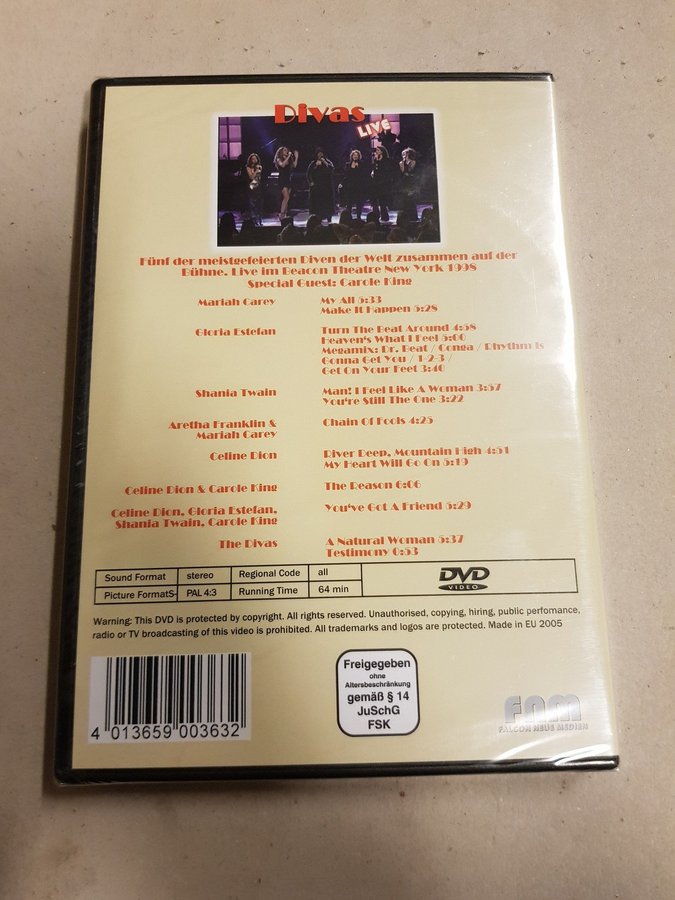 Divas
LIVE
Fünf der meistgefeierten Diven der Welt zusammen auf der
Bühne. Live im Beacon Theatre New York 1998
Special Guest: Carole King
Mariah Carey My All 5:33
Make It Happen 5:28
Gloria Estefan Turn The Beat Around 4:58
Heaven's What I Feel 5:00
Megamix: Dr. Beat / Conga / Rhythm Is
Gonna Get You / 1-2-3 /
Get On Your Feet 3:40
Shania Twain Man! I Feel Like A Woman 3:57
You're Still The One 3:22
Aretha Franklin & Chain Of Fools 4:25
Mariah Carey
Celine Dion River Deep, Mountain High 4:51
My Heart Will Go On 5:19
Celine Dion & Carole King The Reason 6:06
Celine Dion, Gloria Estefan, You've Got A Friend 5:29
Shania Twain, Carole King
The Divas A Natural Woman 5:37
Testimony 6:53
Sound Format stereo Regional Code all
Picture Formats PAL 4:3 Running Time 64 min
DVD
VIDEO
Warning: This DVD is protected by copyright. All rights reserved. Unauthorised, copying, hiring, public perfomance,
radio or TV broadcasting of this video is prohibited. All trademarks and logos are protected. Made in EU 2005
Freigegeben
ohne
Altersbeschränkung
gemäß § 14
JuSchG
FSK
4 013659 003632
fnm
FALCON NEUE MEDIEN